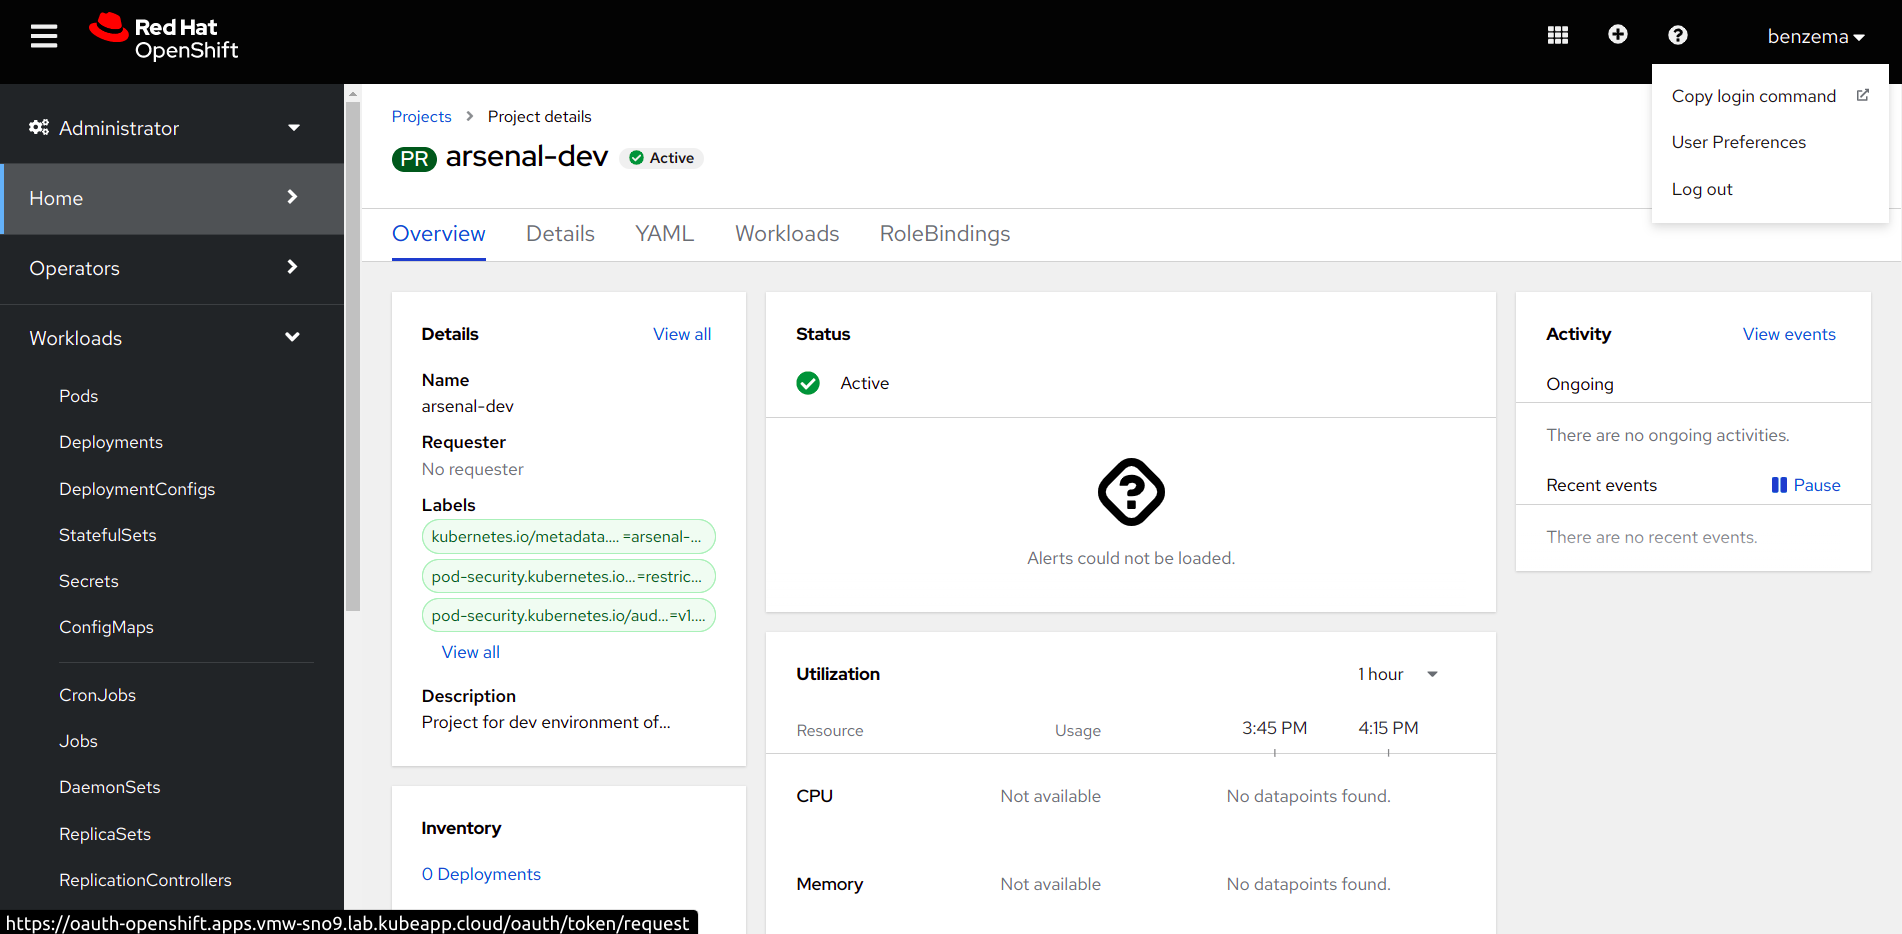 Red Hat
OpenShift
benzema
Copy login command
User Preferences
Log out
Administrator
Home
Operators
Workloads
Pods
Deployments
DeploymentConfigs
StatefulSets
Secrets
ConfigMaps
CronJobs
Jobs
DaemonSets
ReplicaSets
ReplicationControllers
Projects > Project details
PR arsenal-dev Active
Overview Details YAML Workloads RoleBindings
Details View all
Name
arsenal-dev
Requester
No requester
Labels
kubernetes.io/metadata.... =arsenal-...
pod-security.kubernetes.io...=restric...
pod-security.kubernetes.io/aud...=v1....
View all
Description
Project for dev environment of...
Inventory
0 Deployments
Status
Active
?
Alerts could not be loaded.
Utilization 1 hour
Resource Usage 3:45 PM 4:15 PM
CPU Not available No datapoints found.
Memory Not available No datapoints found.
Activity View events
Ongoing
There are no ongoing activities.
Recent events Pause
There are no recent events.
https://oauth-openshift.apps.vmw-sno9.lab.kubeapp.cloud/oauth/token/request